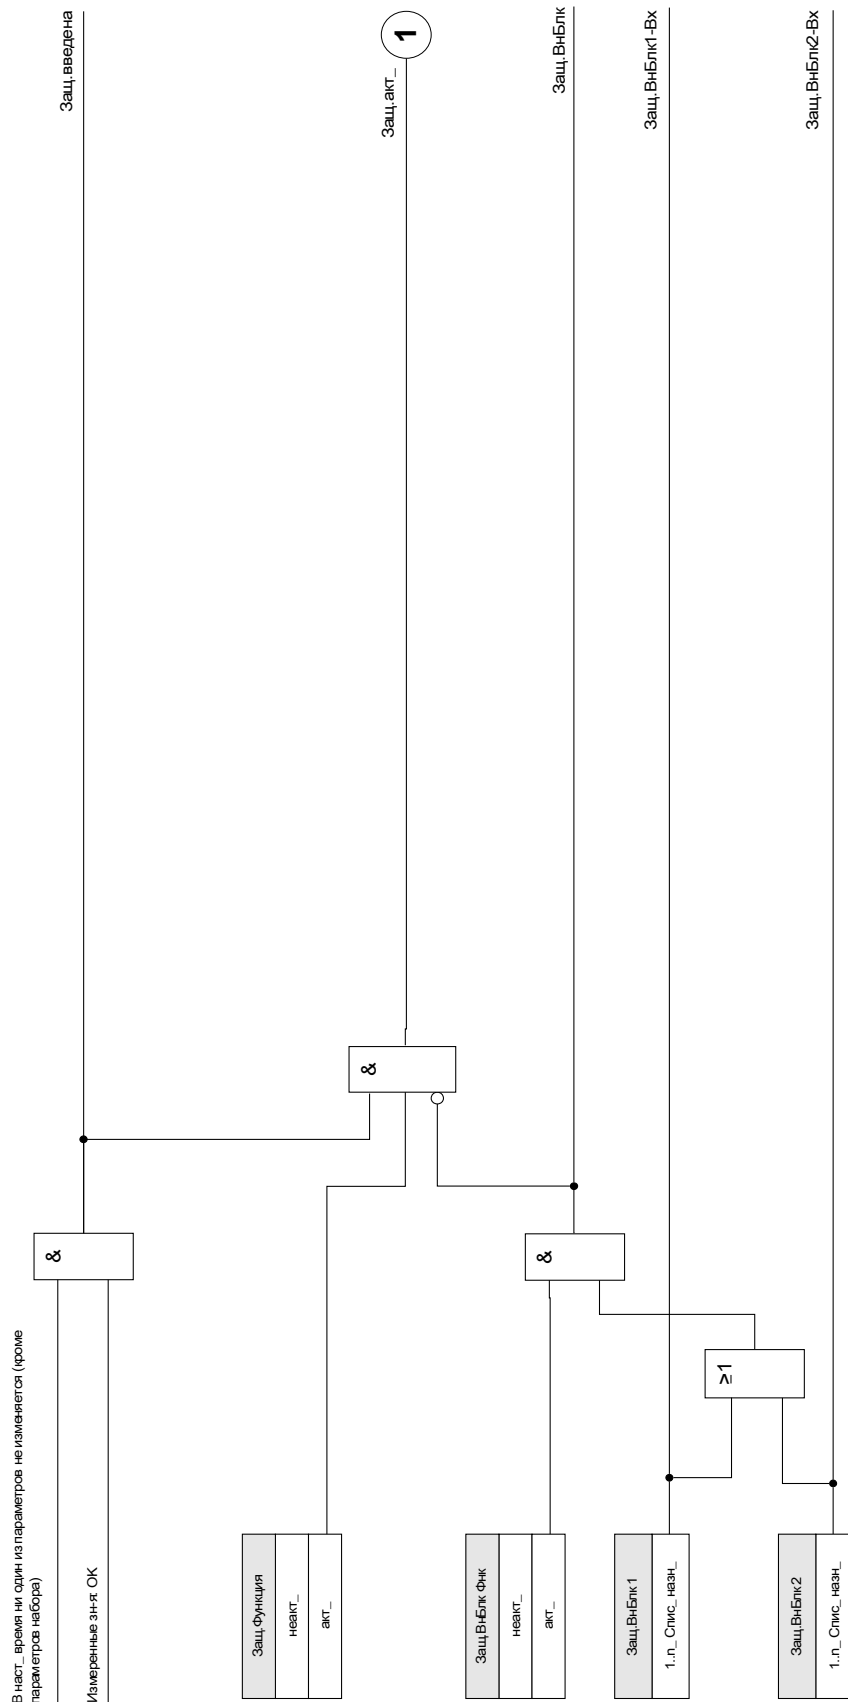 В наст_ время ни один из параметров не изменяется (кроме
параметров набора)
Измеренные зн-я: OK
&
Защ.введена
Защ.Функция
неакт_
акт_
&
Защ.акт_
1
Защ.ВнБлк Фнк
неакт_
акт_
&
Защ.ВнБлк
Защ.ВнБлк1
1..n_ Спис_ назн_
≥1
Защ.ВнБлк1-Вх
Защ.ВнБлк2
1..n_ Спис_ назн_
Защ.ВнБлк2-Вх